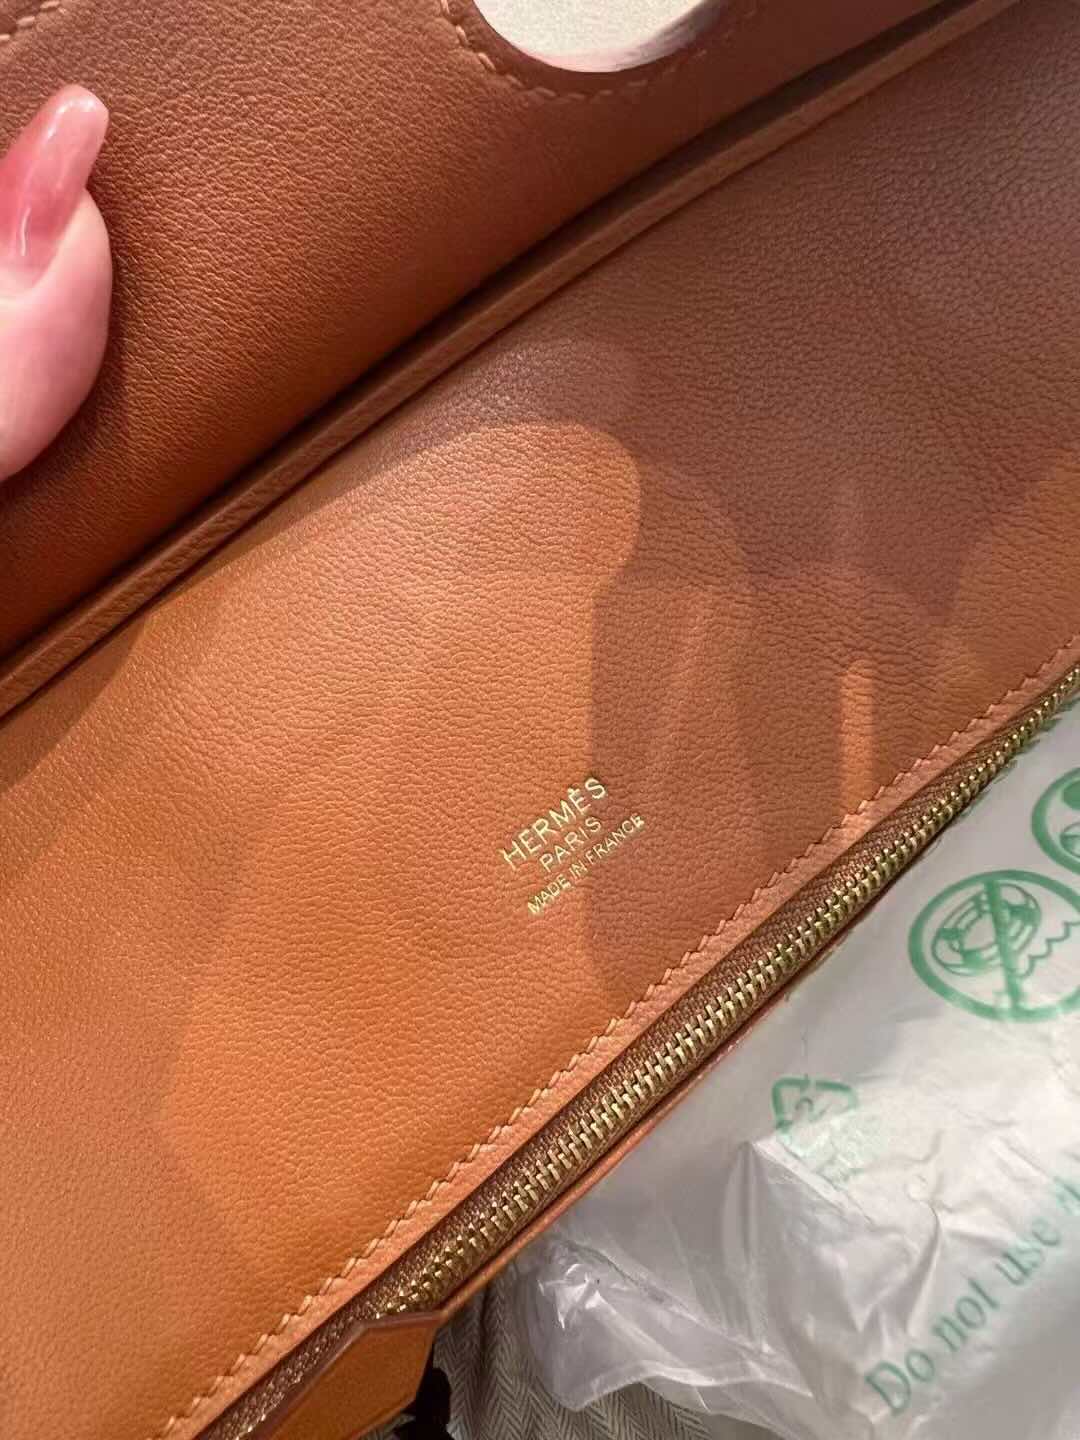 HERMÈS
PARIS
MADE IN FRANCE
Do not use